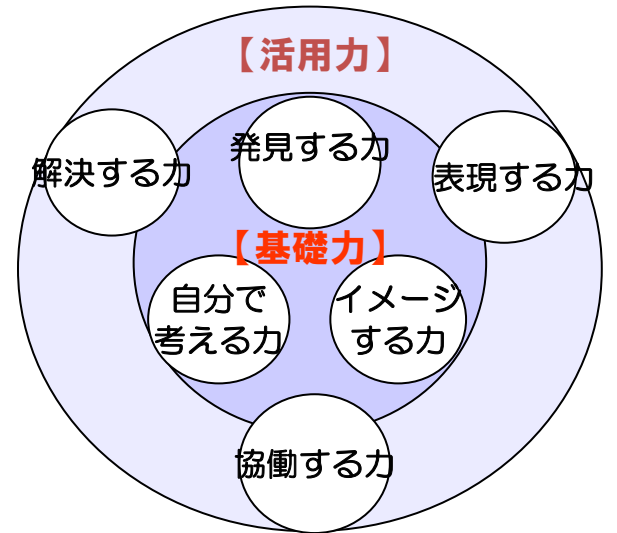 【活用力】
発見する力
解決する力
表現する力
【基礎力】
自分で
考える力
イメージ
する力
協働する力